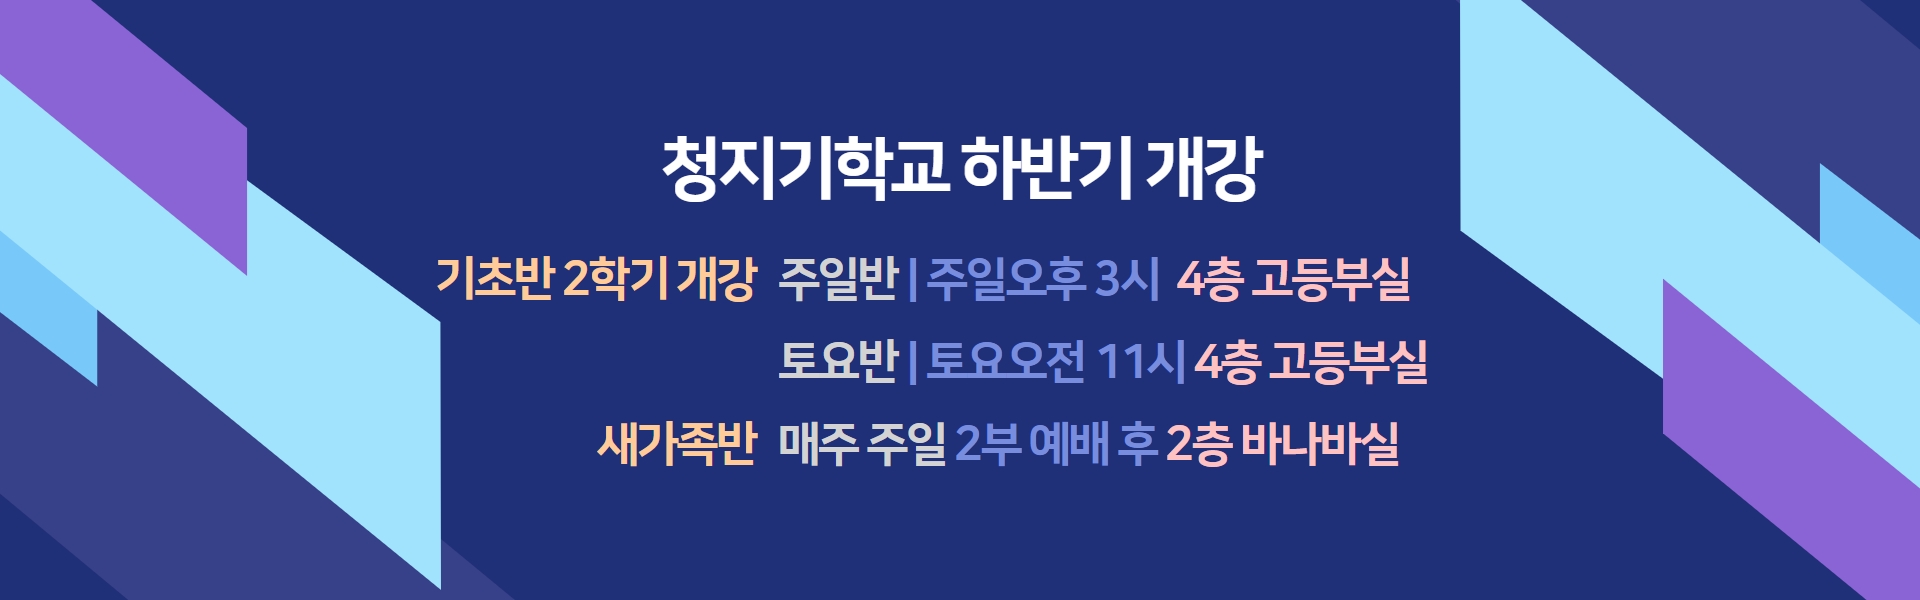 청지기학교 하반기 개강
기초반 2학기 개강 주일반 | 주일오후 3시 4층 고등부실
토요반 | 토요오전 11시 4층 고등부실
새가족반 매주 주일 2부 예배 후 2층 바나바실